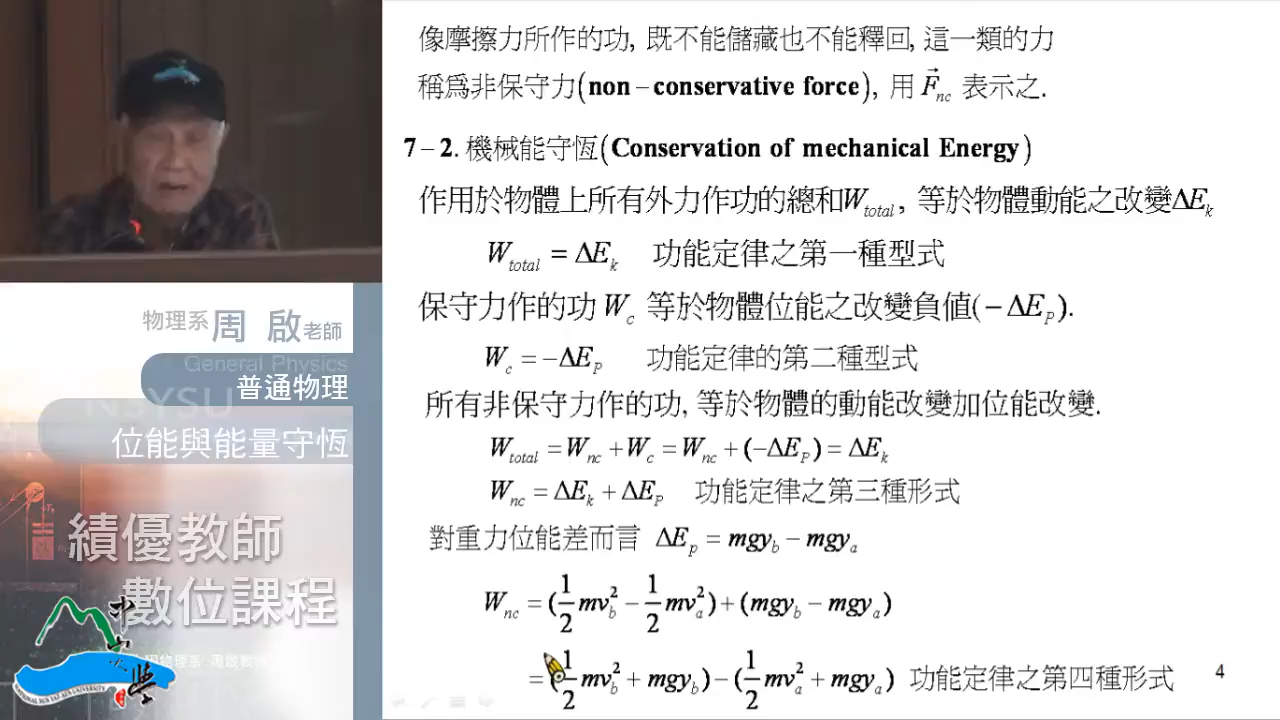 像摩擦力所作的功, 既不能儲藏也不能釋回, 這一類的力
稱為非保守力(non－conservative force), 用 F⃗nc 表示之.
7－2. 機械能守恆(Conservation of mechanical Energy)
作用於物體上所有外力作功的總和Wtotal, 等於物體動能之改變ΔEk
Wtotal = ΔEk 功能定律之第一種型式
保守力作的功 Wc 等於物體位能之改變負值(－ΔEP).
Wc = －ΔEP 功能定律的第二種型式
所有非保守力作的功, 等於物體的動能改變加位能改變.
Wtotal = Wnc + Wc = Wnc + (－ΔEP) = ΔEk
Wnc = ΔEk + ΔEP 功能定律之第三種形式
對重力位能差而言 ΔEp = mgyb － mgya
Wnc = (1/2 mvb² － 1/2 mva²) + (mgyb － mgya)
= (1/2 mvb² + mgyb) － (1/2 mva² + mgya) 功能定律之第四種形式
4
物理系 周 啟 老師
General Physics
普通物理
NSYSU
位能與能量守恆
績優教師
數位課程
中山大學